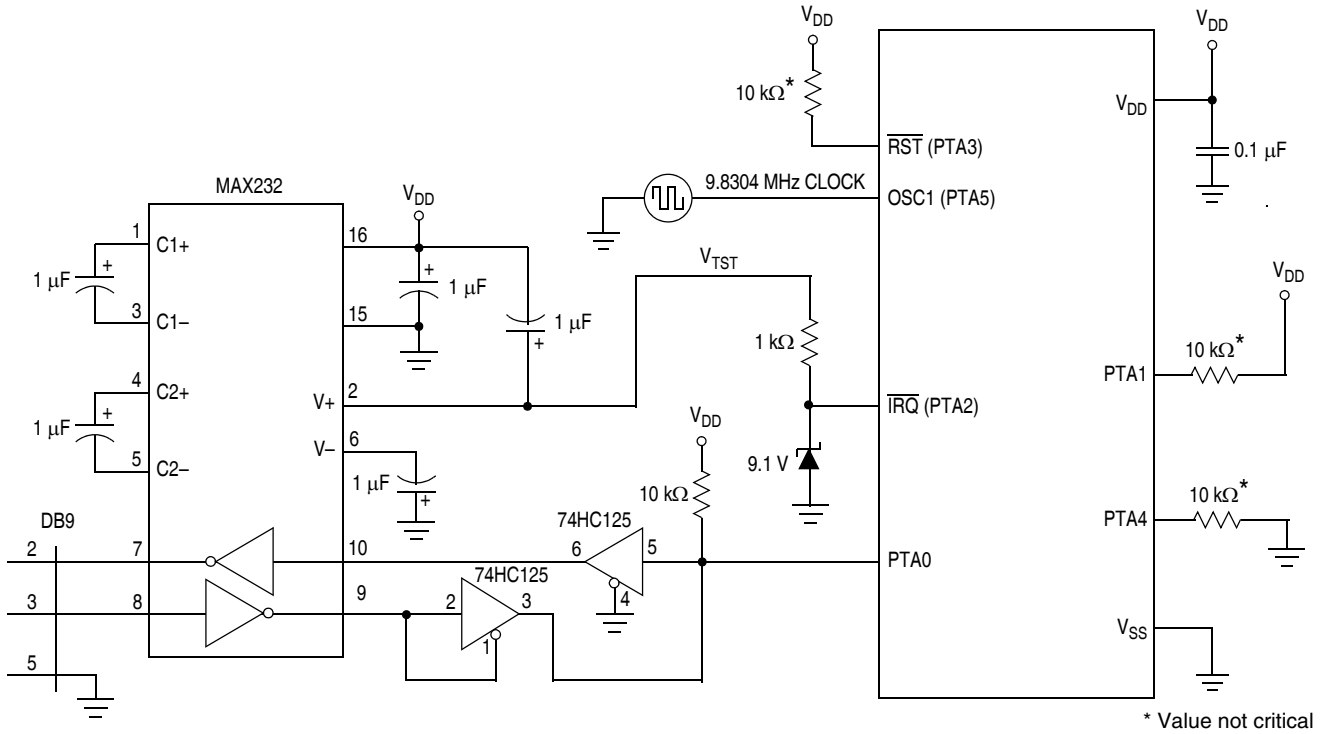 VDD
VDD
10 kΩ*
VDD
RST (PTA3)
0.1 μF
9.8304 MHz CLOCK
OSC1 (PTA5)
MAX232
VDD
1
C1+
16
1 μF
+
+
1 μF
VTST
VDD
3
C1–
15
+
1 μF
1 kΩ
10 kΩ*
PTA1
4
C2+
2
V+
IRQ (PTA2)
1 μF
+
VDD
6
V–
9.1 V
5
C2–
1 μF
+
10 kΩ
10 kΩ*
PTA4
DB9
74HC125
2
7
10
6
5
PTA0
74HC125
4
3
8
9
2
3
1
VSS
5
* Value not critical